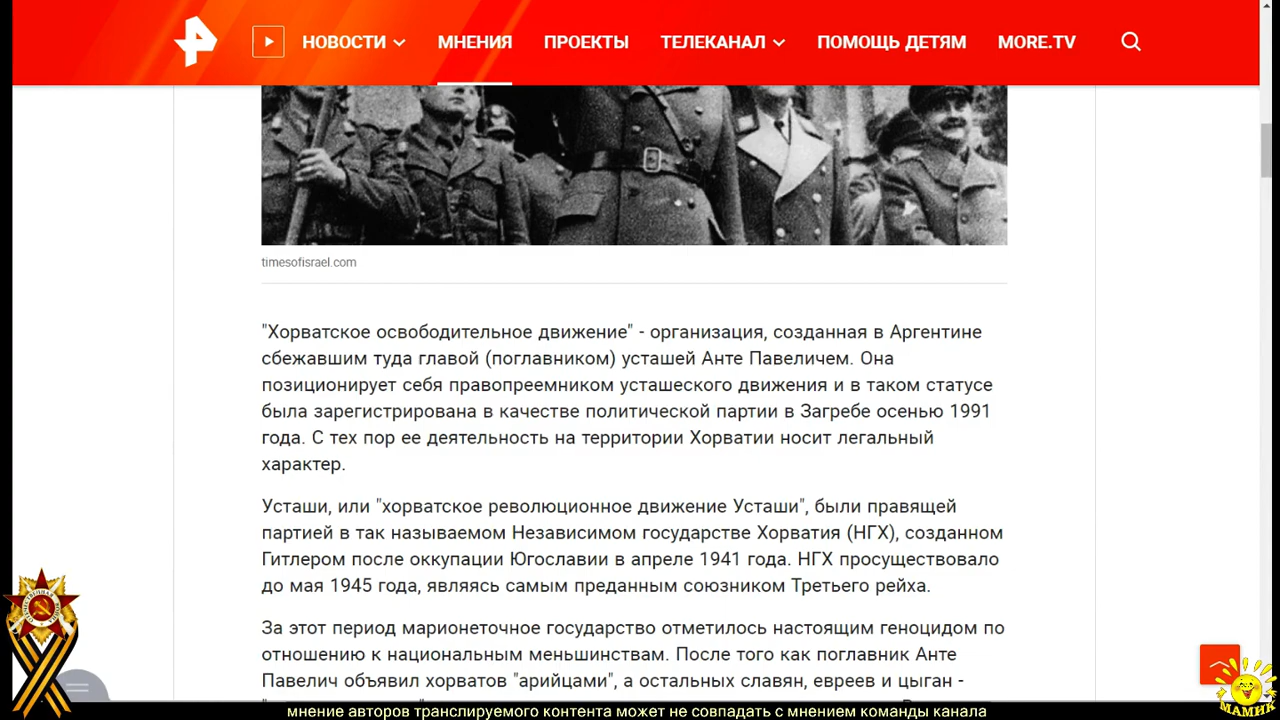 НОВОСТИ МНЕНИЯ ПРОЕКТЫ ТЕЛЕКАНАЛ ПОМОЩЬ ДЕТЯМ MORE.TV
timesofisrael.com
"Хорватское освободительное движение" - организация, созданная в Аргентине
сбежавшим туда главой (поглавником) усташей Анте Павеличем. Она
позиционирует себя правопреемником усташеского движения и в таком статусе
была зарегистрирована в качестве политической партии в Загребе осенью 1991
года. С тех пор ее деятельность на территории Хорватии носит легальный
характер.
Усташи, или "хорватское революционное движение Усташи", были правящей
партией в так называемом Независимом государстве Хорватия (НГХ), созданном
Гитлером после оккупации Югославии в апреле 1941 года. НГХ просуществовало
до мая 1945 года, являясь самым преданным союзником Третьего рейха.
За этот период марионеточное государство отметилось настоящим геноцидом по
отношению к национальным меньшинствам. После того как поглавник Анте
Павелич объявил хорватов "арийцами", а остальных славян, евреев и цыган -
МАМИК
мнение авторов транслируемого контента может не совпадать с мнением команды канала